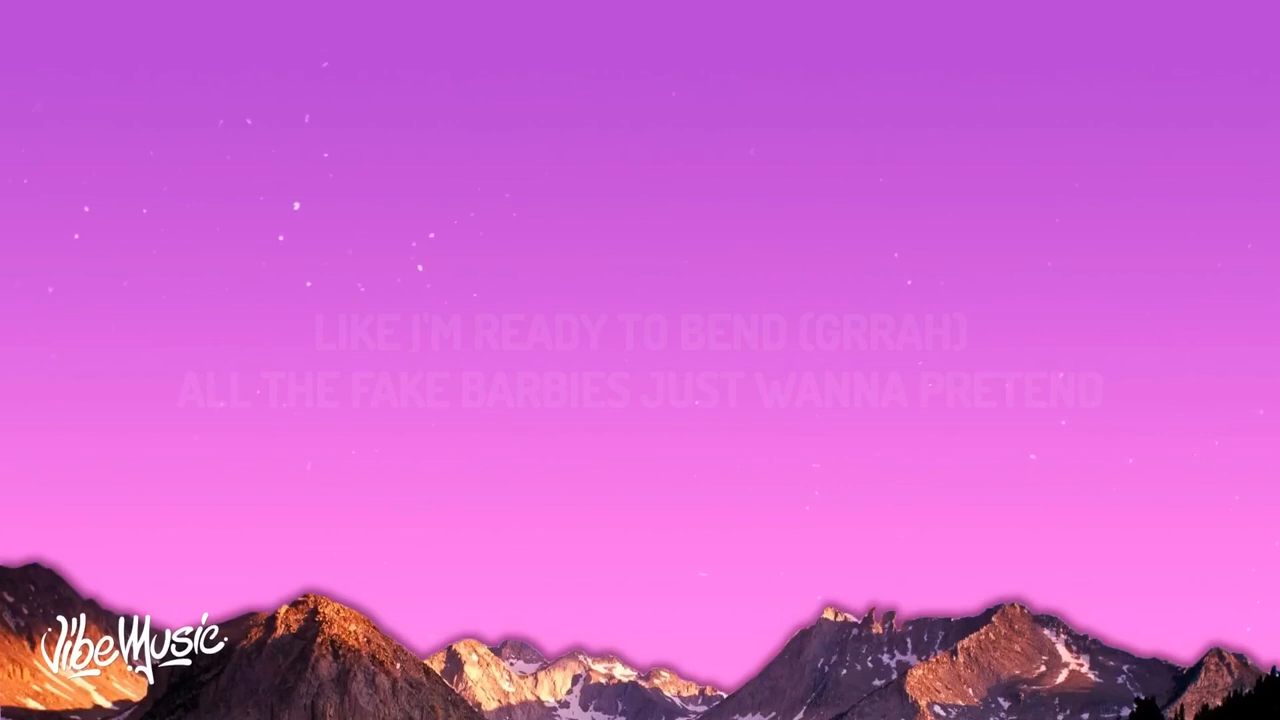 LIKE I'M READY TO BEND (GRRAH)
ALL THE FAKE BARBIES JUST WANNA PRETEND
VibeMusic